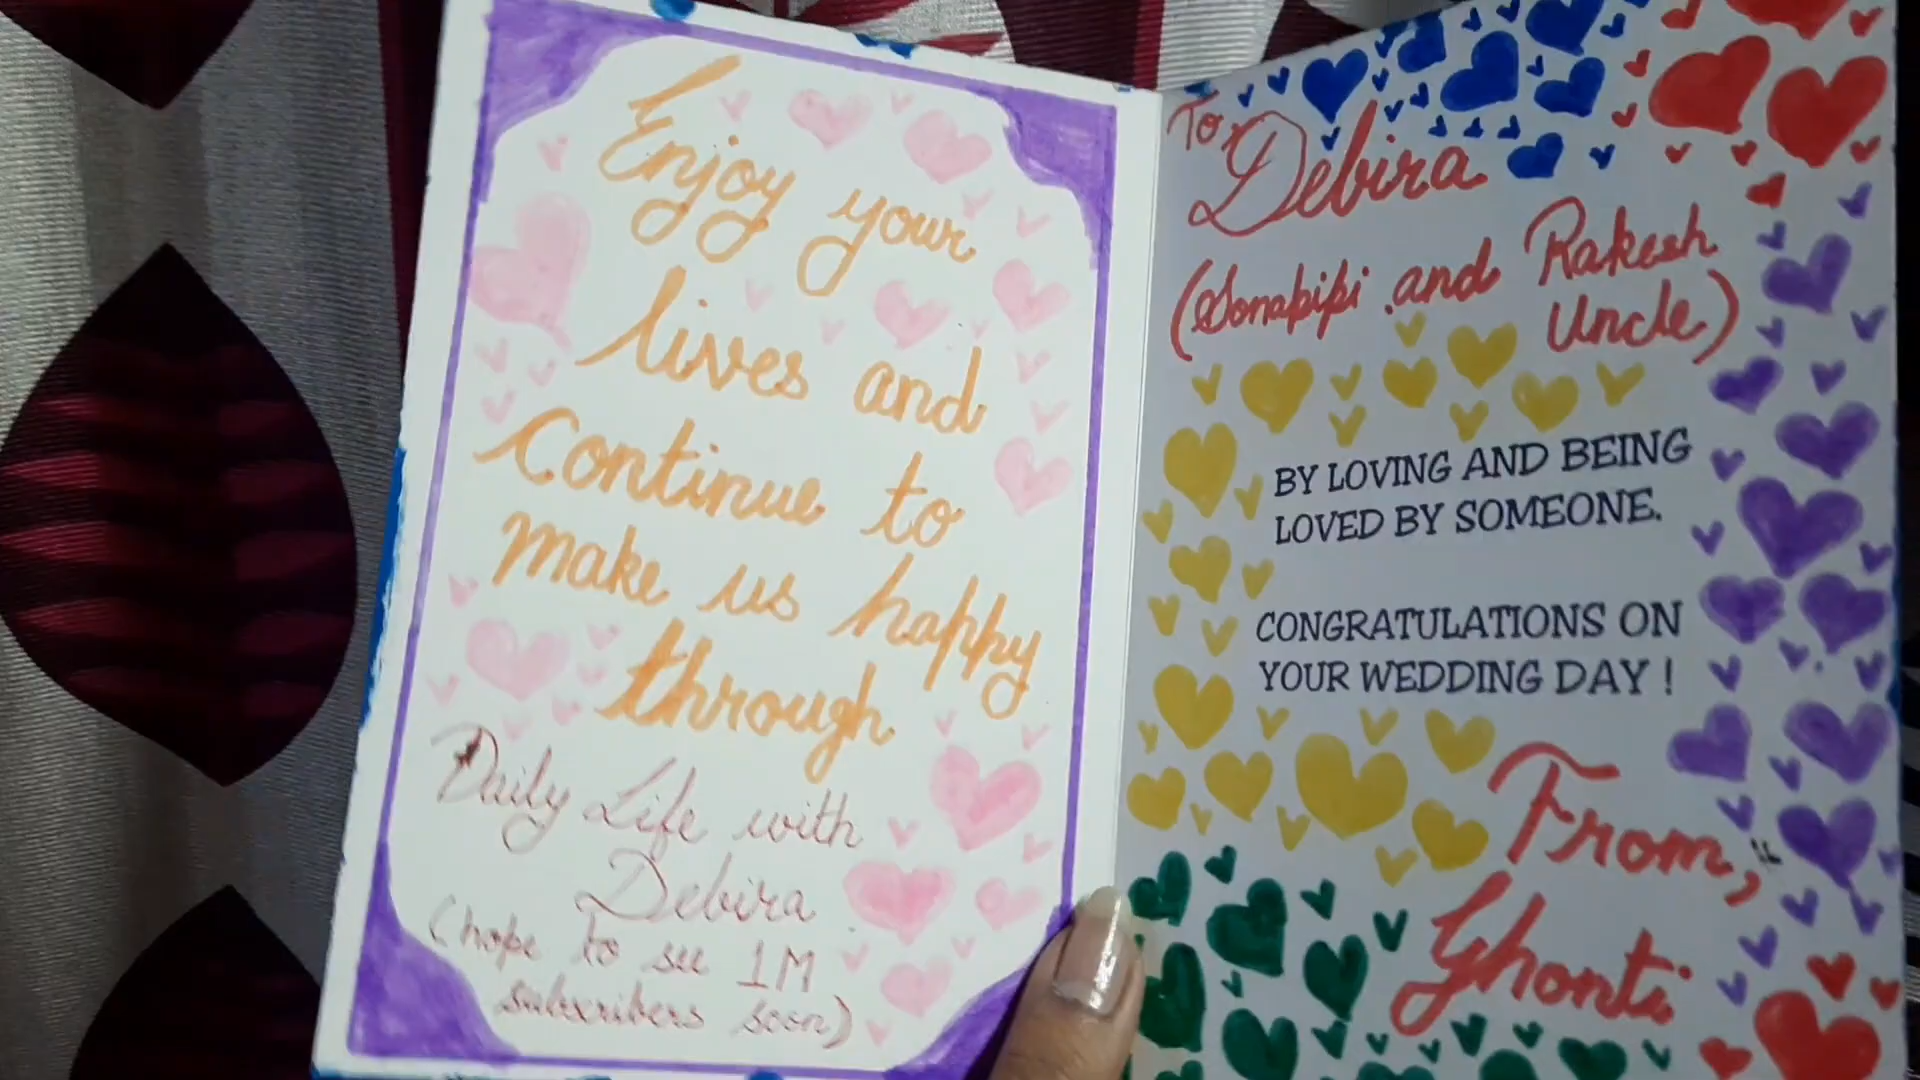 Enjoy your
lives and
continue to
make us happy
through
Daily Life with
Debira
(hope to see 1M
subscribers soon)
To, Debira
(Sonapipi and Rakesh
Uncle)
BY LOVING AND BEING
LOVED BY SOMEONE.
CONGRATULATIONS ON
YOUR WEDDING DAY !
From,
Ghonti